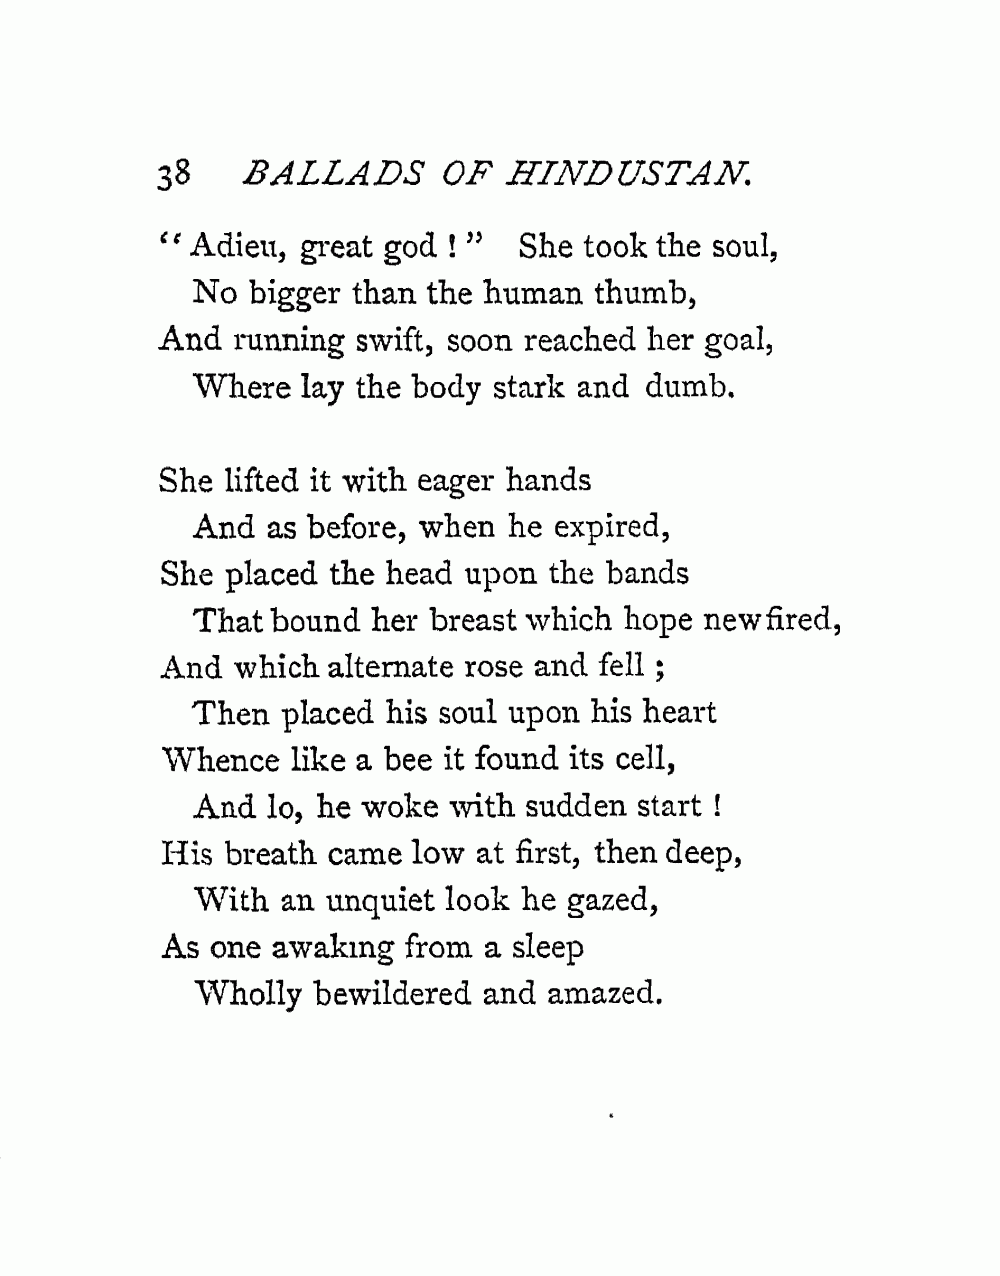 38 BALLADS OF HINDUSTAN.
“Adieu, great god ! ” She took the soul,
No bigger than the human thumb,
And running swift, soon reached her goal,
Where lay the body stark and dumb.
She lifted it with eager hands
And as before, when he expired,
She placed the head upon the bands
That bound her breast which hope new fired,
And which alternate rose and fell ;
Then placed his soul upon his heart
Whence like a bee it found its cell,
And lo, he woke with sudden start !
His breath came low at first, then deep,
With an unquiet look he gazed,
As one awaking from a sleep
Wholly bewildered and amazed.